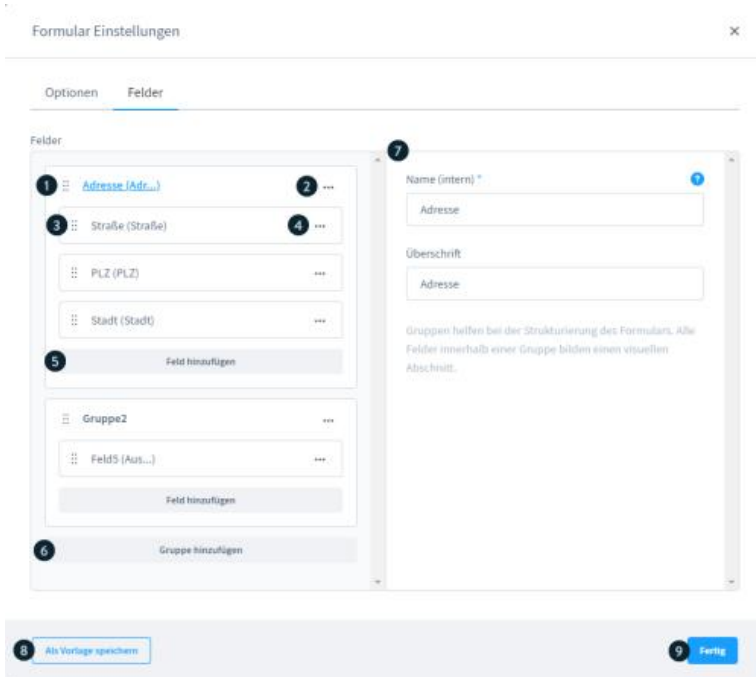 Formular Einstellungen
Optionen Felder
Felder
7
1 Adresse (Adr...) 2
Name (intern) *
?
3 Straße (Straße) 4
Adresse
PLZ (PLZ)
Überschrift
Adresse
Stadt (Stadt)
Gruppen helfen bei der Strukturierung des Formulars. Alle
Felder innerhalb einer Gruppe bilden einen visuellen
Abschnitt.
5 Feld hinzufügen
Gruppe2
Feld5 (Aus...)
Feld hinzufügen
6 Gruppe hinzufügen
8 Als Vorlage speichern
9 Fertig